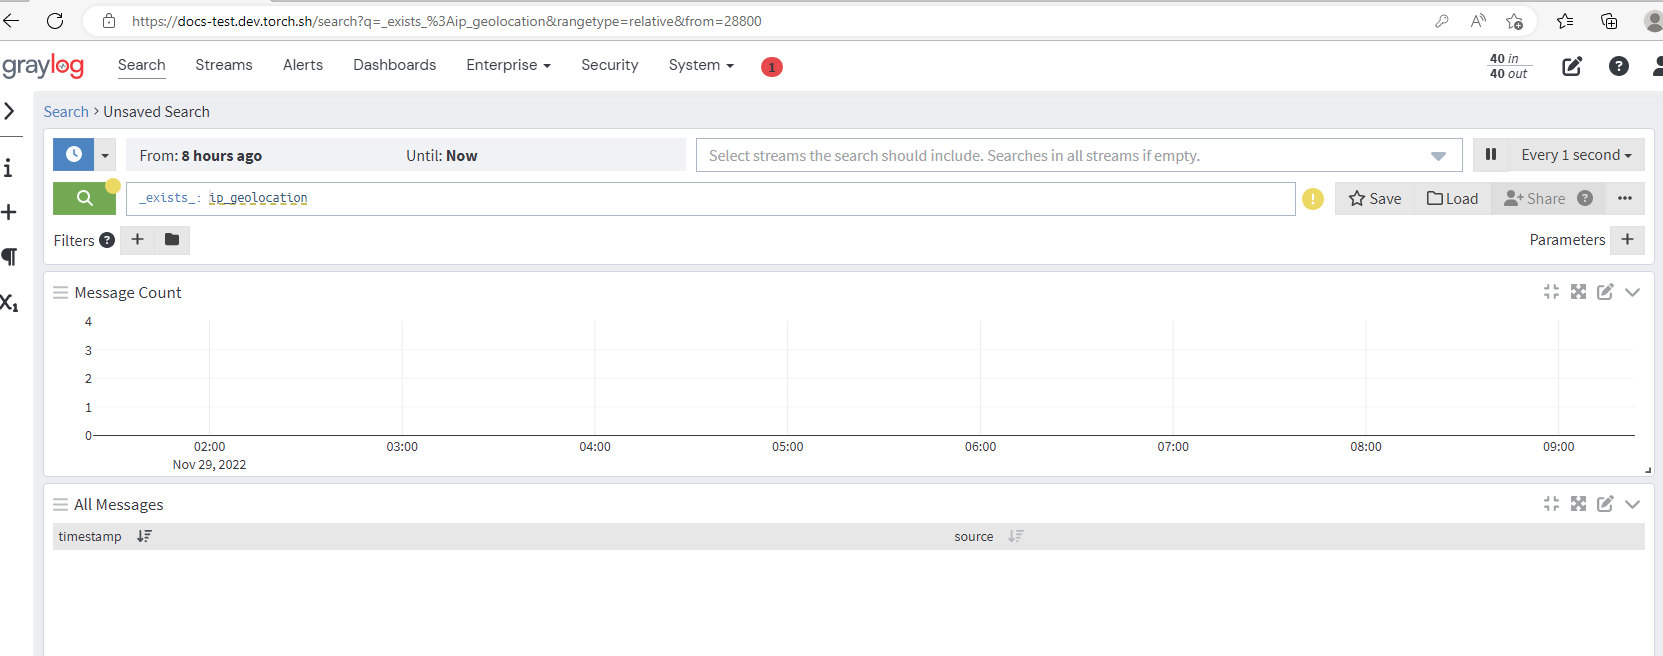 https://docs-test.dev.torch.sh/search?q=_exists_%3Aip_geolocation&rangetype=relative&from=28800
graylog Search Streams Alerts Dashboards Enterprise Security System 1 40 in
40 out
Search > Unsaved Search
From: 8 hours ago Until: Now Select streams the search should include. Searches in all streams if empty. Every 1 second
_exists_: ip_geolocation ! Save Load Share ? •••
Filters ? + Parameters +
Message Count
4
3
2
1
0
02:00 03:00 04:00 05:00 06:00 07:00 08:00 09:00
Nov 29, 2022
All Messages
timestamp source